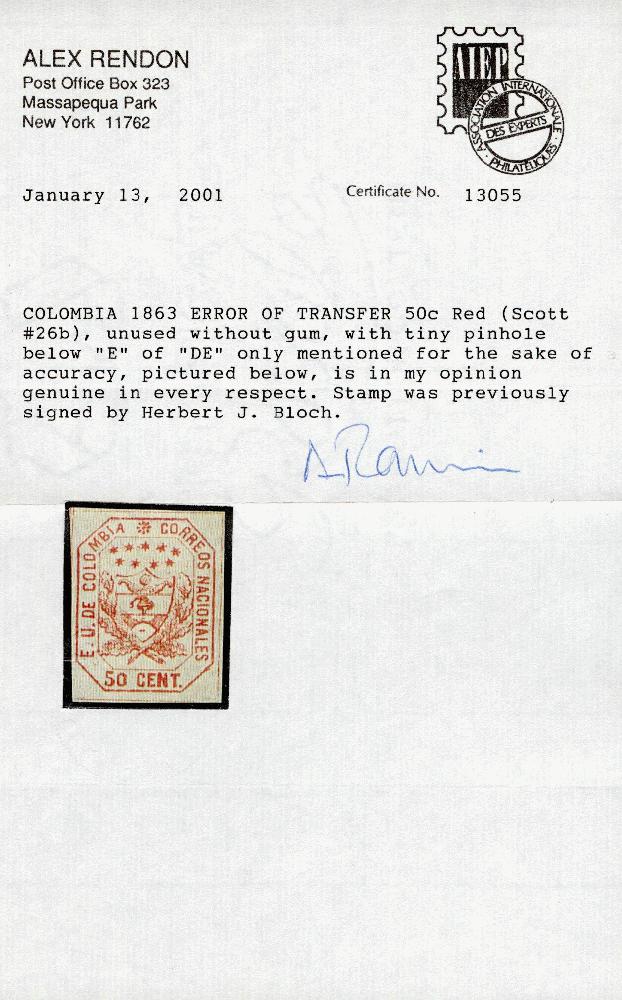 ALEX RENDON
Post Office Box 323
Massapequa Park
New York 11762
AIEP
ASSOCIATION INTERNATIONALE
DES EXPERTS
PHILATELIQUES
January 13, 2001
Certificate No. 13055
COLOMBIA 1863 ERROR OF TRANSFER 50c Red (Scott
#26b), unused without gum, with tiny pinhole
below "E" of "DE" only mentioned for the sake of
accuracy, pictured below, is in my opinion
genuine in every respect. Stamp was previously
signed by Herbert J. Bloch.
E. U. DE COLOMBIA
CORREOS NACIONALES
50 CENT.